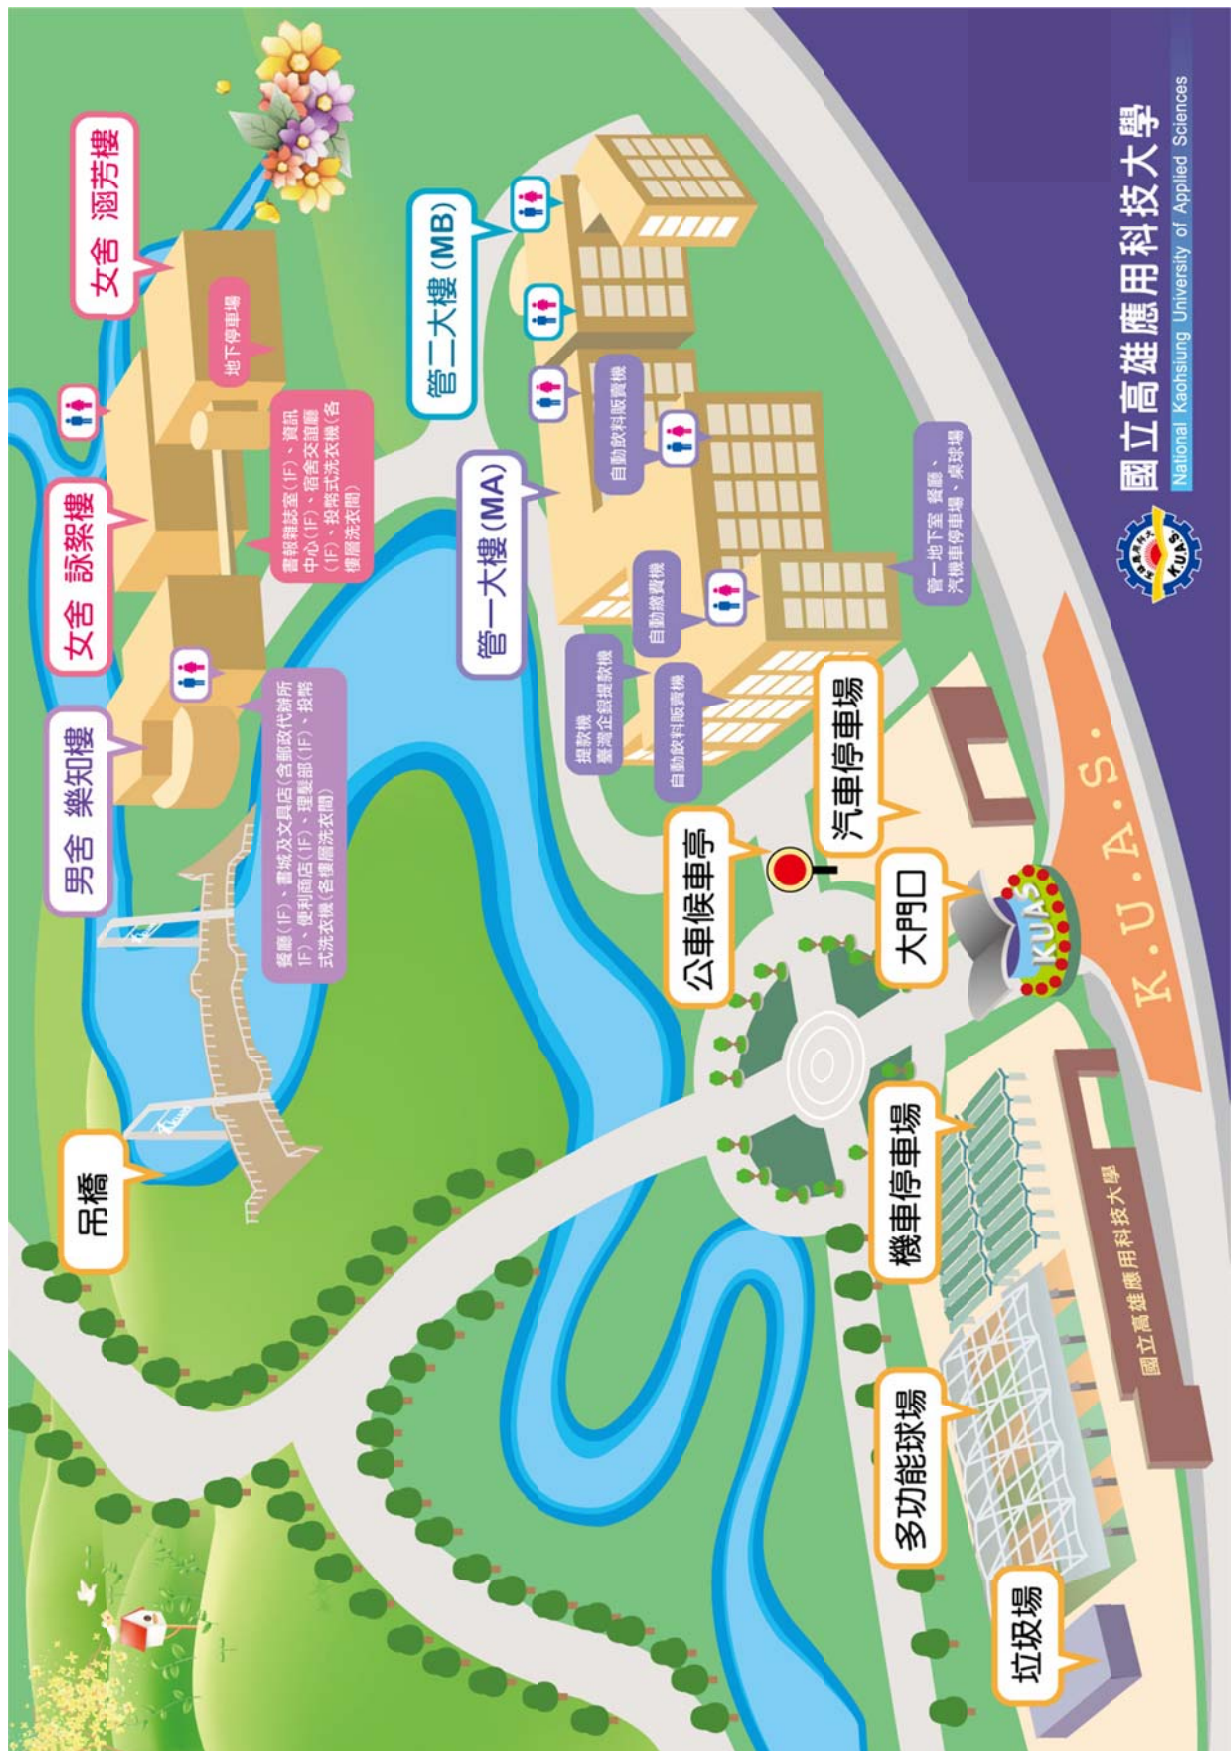 女舍 涵芳樓
地下停車場
女舍 詠絮樓
書報雜誌室(1F)、資訊
中心(1F)、宿舍交誼廳
(1F)、投幣式洗衣機(各
樓層洗衣間)
男舍 樂知樓
餐廳(1F)、書城及文具店(含郵政代辦所
1F)、便利商店(1F)、理髮部(1F)、投幣
式洗衣機(各樓層洗衣間)
吊橋
管二大樓(MB)
管一大樓(MA)
自動飲料販賣機
自動繳費機
提款機
臺灣企銀提款機
自動飲料販賣機
管一地下室 餐廳、
汽機車停車場、桌球場
公車候車亭
汽車停車場
大門口
KUAS
K.U.A.S.
機車停車場
多功能球場
垃圾場
國立高雄應用科技大學
國立高雄應用科技大學
National Kaohsiung University of Applied Sciences
K.U.A.S.